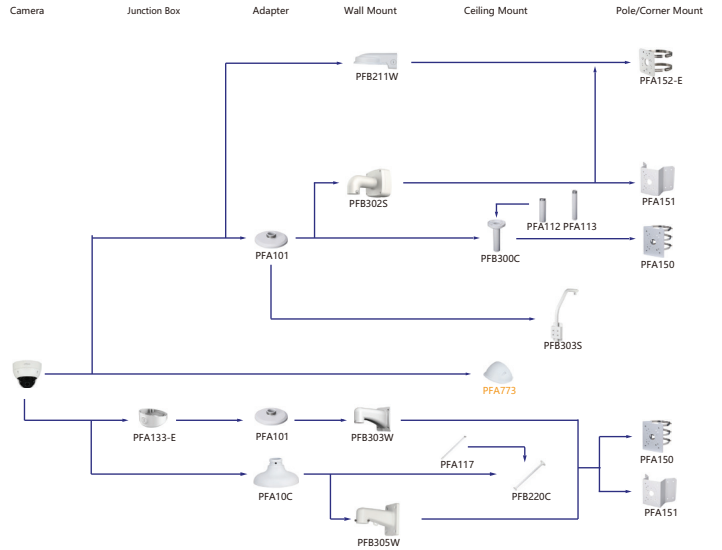 Camera
Junction Box
Adapter
Wall Mount
Ceiling Mount
Pole/Corner Mount
PFB211W
PFA152-E
PFB302S
PFA151
PFA112
PFA113
PFA101
PFB300C
PFA150
PFB303S
PFA773
PFA133-E
PFA101
PFB303W
PFA117
PFA150
PFA10C
PFB220C
PFA151
PFB305W